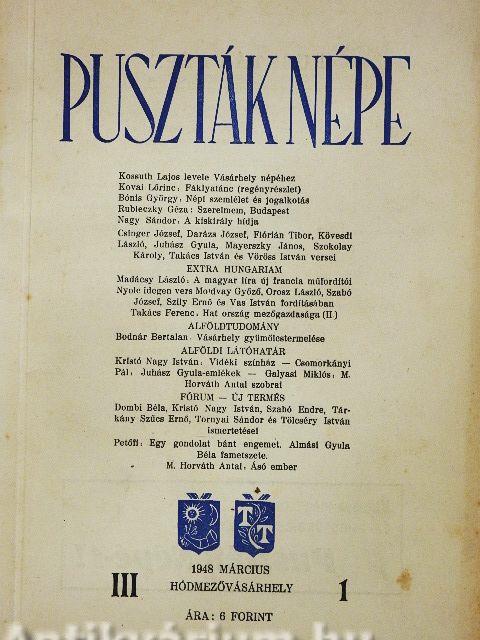 PUSZTÁK NÉPE
Kossuth Lajos levele Vásárhely népéhez
Kovai Lőrinc: Fáklyatánc (regényrészlet)
Bónis György: Népi szemlélet és jogalkotás
Rubleczky Géza: Szerelmem, Budapest
Nagy Sándor: A kiskirály hídja
Csinger József, Darázs József, Flórián Tibor, Kövesdi
László, Juhász Gyula, Mayerszky János, Szokolay
Károly, Takács István és Vörös István versei
EXTRA HUNGARIAM
Madácsy László: A magyar líra új francia műfordítói
Nyolc idegen vers Mordvay Győző, Orosz László, Szabó
József, Szily Ernő és Vas István fordításában
Takács Ferenc: Hat ország mezőgazdasága (II.)
ALFÖLDTUDOMÁNY
Bodnár Bertalan: Vásárhely gyümölcstermelése
ALFÖLDI LÁTÓHATÁR
Kristó Nagy István: Vidéki színház — Csomorkányi
Pál: Juhász Gyula-emlékek — Galyasi Miklós: M.
Horváth Antal szobrai
FÓRUM — ÚJ TERMÉS
Dombi Béla, Kristó Nagy István, Szabó Endre, Tár-
kány Szücs Ernő, Tornyai Sándor és Tölcséry István
ismertetései
Petőfi: Egy gondolat bánt engemet. Almási Gyula
Béla fametszete.
M. Horváth Antal: Ásó ember
T T
1948 MÁRCIUS
III HÓDMEZŐVÁSÁRHELY 1
ÁRA: 6 FORINT
Antikvárium.hu